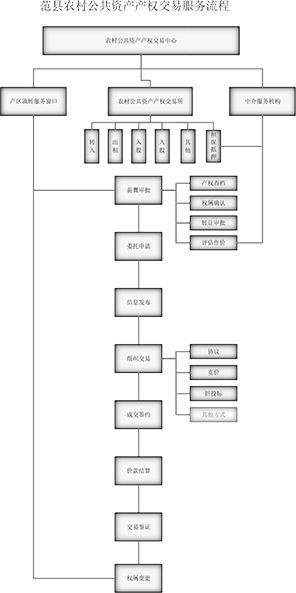 范县农村公共资产产权交易服务流程
农村公共资产产权交易中心
产区流转服务窗口
农村公共资产产权交易所
中介服务机构
转入
出租
入股
入股
其他
担保抵押
前置审批
产权查档
权属确认
转让审批
评估作价
委托申请
信息发布
组织交易
协议
竞价
招投标
其他方式
成交签约
价款结算
交易鉴证
权属变更